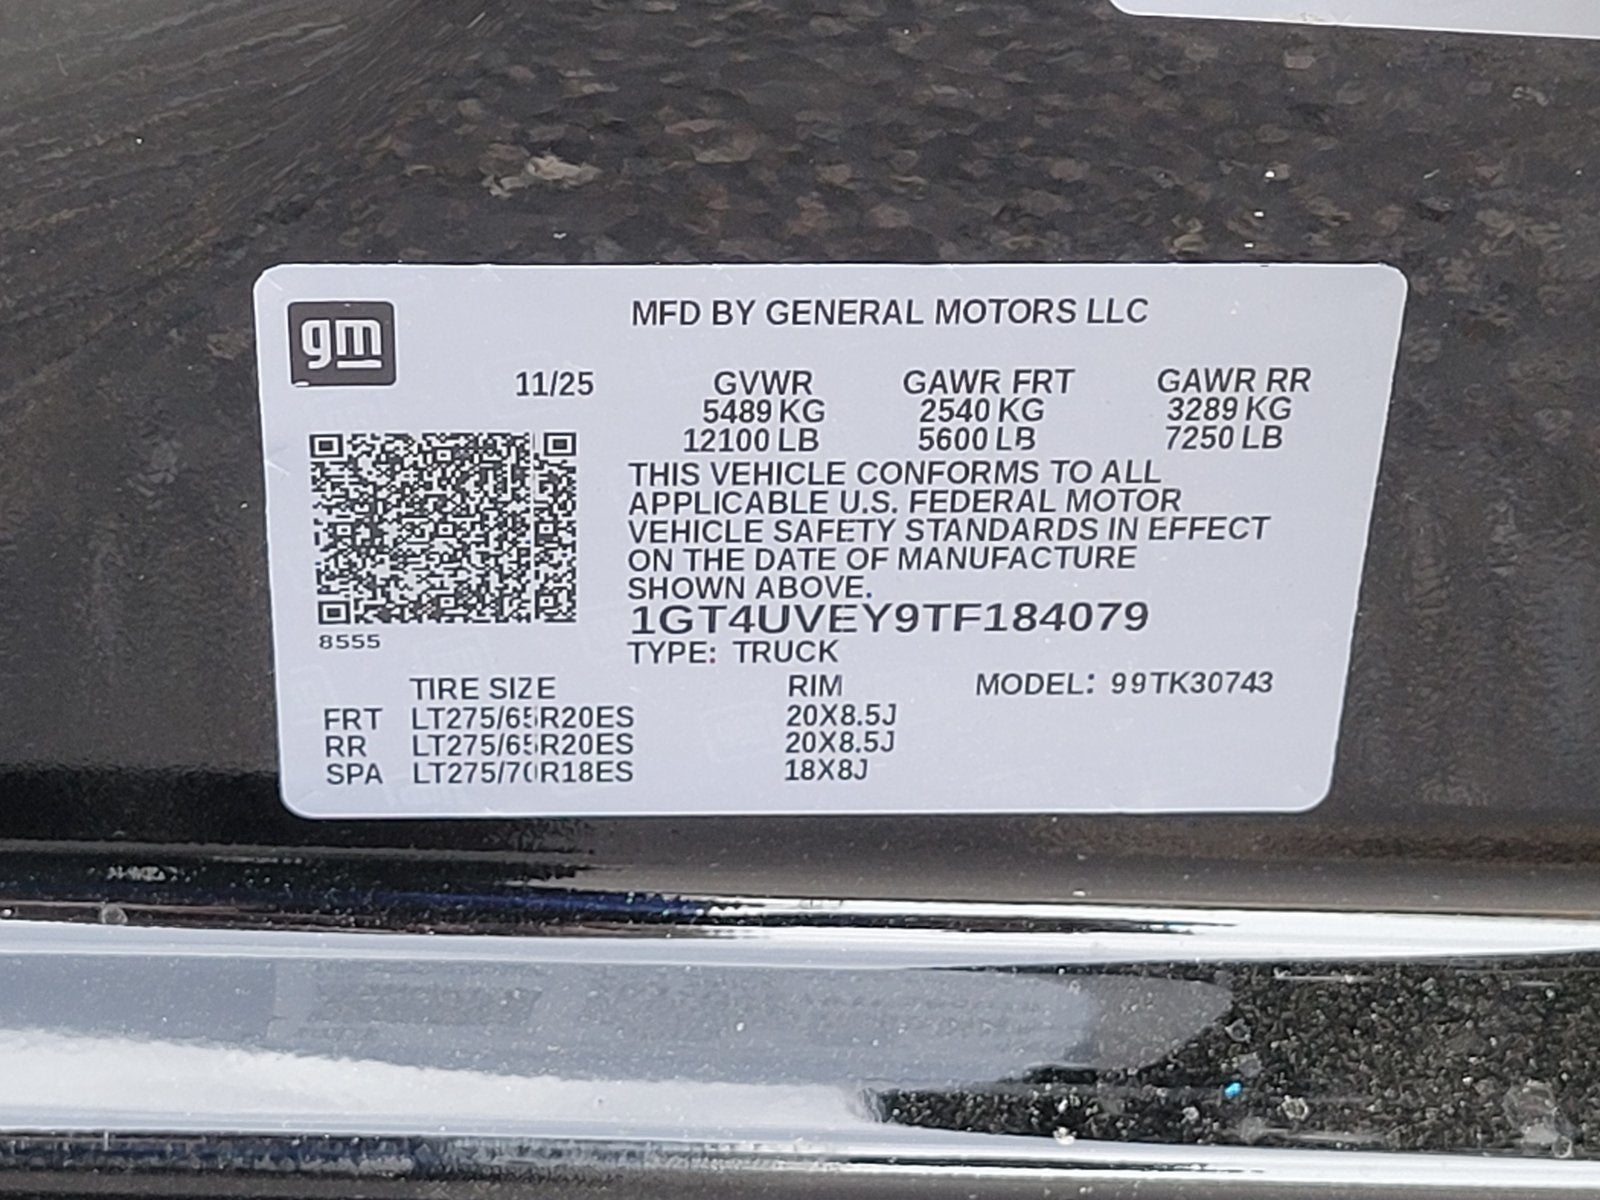 gm
MFD BY GENERAL MOTORS LLC
11/25 GVWR GAWR FRT GAWR RR
5489 KG 2540 KG 3289 KG
12100 LB 5600 LB 7250 LB
THIS VEHICLE CONFORMS TO ALL
APPLICABLE U.S. FEDERAL MOTOR
VEHICLE SAFETY STANDARDS IN EFFECT
ON THE DATE OF MANUFACTURE
SHOWN ABOVE.
1GT4UVEY9TF184079
8555
TYPE: TRUCK
TIRE SIZE RIM MODEL: 99TK30743
FRT LT275/65R20ES 20X8.5J
RR LT275/65R20ES 20X8.5J
SPA LT275/70R18ES 18X8J